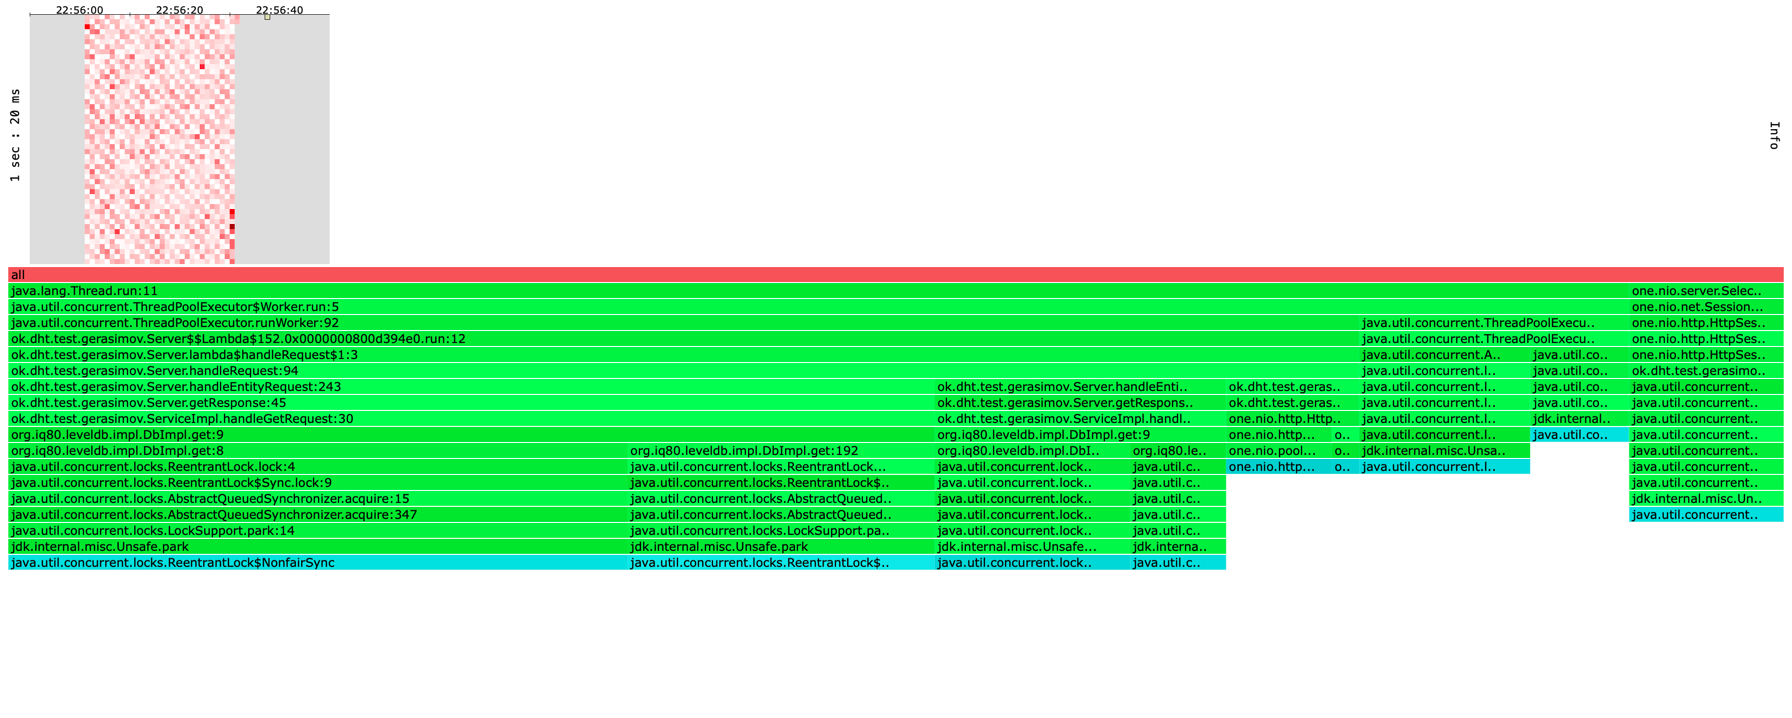 22:56:00 22:56:20 22:56:40
1 sec : 20 ms
Info
all
java.lang.Thread.run:11 one.nio.server.Selec..
java.util.concurrent.ThreadPoolExecutor$Worker.run:5 one.nio.net.Session...
java.util.concurrent.ThreadPoolExecutor.runWorker:92 java.util.concurrent.ThreadPoolExecu.. one.nio.http.HttpSes..
ok.dht.test.gerasimov.Server$$Lambda$152.0x0000000800d394e0.run:12 java.util.concurrent.ThreadPoolExecu.. one.nio.http.HttpSes..
ok.dht.test.gerasimov.Server.lambda$handleRequest$1:3 java.util.concurrent.A.. java.util.co.. one.nio.http.HttpSes..
ok.dht.test.gerasimov.Server.handleRequest:94 java.util.concurrent.l.. java.util.co.. ok.dht.test.gerasimo..
ok.dht.test.gerasimov.Server.handleEntityRequest:243 ok.dht.test.gerasimov.Server.handleEnti.. ok.dht.test.geras.. java.util.concurrent.l.. java.util.co.. java.util.concurrent..
ok.dht.test.gerasimov.Server.getResponse:45 ok.dht.test.gerasimov.Server.getRespons.. ok.dht.test.geras.. java.util.concurrent.l.. java.util.co.. java.util.concurrent..
ok.dht.test.gerasimov.ServiceImpl.handleGetRequest:30 ok.dht.test.gerasimov.ServiceImpl.handl.. one.nio.http.Http.. java.util.concurrent.l.. jdk.internal.. java.util.concurrent..
org.iq80.leveldb.impl.DbImpl.get:9 org.iq80.leveldb.impl.DbImpl.get:9 one.nio.http... o.. java.util.concurrent.l.. java.util.co.. java.util.concurrent..
org.iq80.leveldb.impl.DbImpl.get:8 org.iq80.leveldb.impl.DbImpl.get:192 org.iq80.leveldb.impl.DbI.. org.iq80.le.. one.nio.pool... o.. jdk.internal.misc.Unsa.. java.util.concurrent..
java.util.concurrent.locks.ReentrantLock.lock:4 java.util.concurrent.locks.ReentrantLock... java.util.concurrent.lock.. java.util.c.. one.nio.http... o.. java.util.concurrent.l.. java.util.concurrent..
java.util.concurrent.locks.ReentrantLock$Sync.lock:9 java.util.concurrent.locks.ReentrantLock$.. java.util.concurrent.lock.. java.util.c.. java.util.concurrent..
java.util.concurrent.locks.AbstractQueuedSynchronizer.acquire:15 java.util.concurrent.locks.AbstractQueued.. java.util.concurrent.lock.. java.util.c.. jdk.internal.misc.Un..
java.util.concurrent.locks.AbstractQueuedSynchronizer.acquire:347 java.util.concurrent.locks.AbstractQueued.. java.util.concurrent.lock.. java.util.c.. java.util.concurrent..
java.util.concurrent.locks.LockSupport.park:14 java.util.concurrent.locks.LockSupport.pa.. java.util.concurrent.lock.. java.util.c..
jdk.internal.misc.Unsafe.park jdk.internal.misc.Unsafe.park jdk.internal.misc.Unsafe... jdk.interna..
java.util.concurrent.locks.ReentrantLock$NonfairSync java.util.concurrent.locks.ReentrantLock$.. java.util.concurrent.lock.. java.util.c..